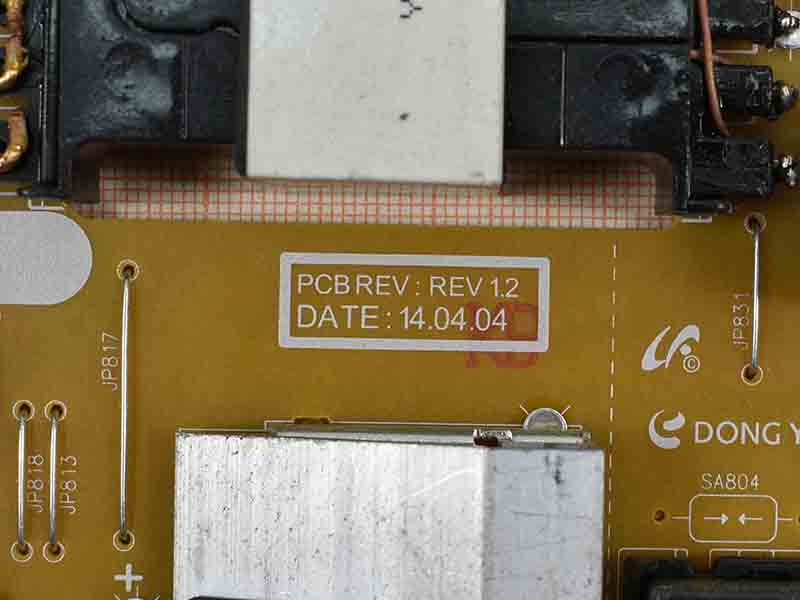 PCB REV : REV 1.2
DATE : 14.04.04
JP831
JP817
JP818
JP813
©
DONG
SA804
+